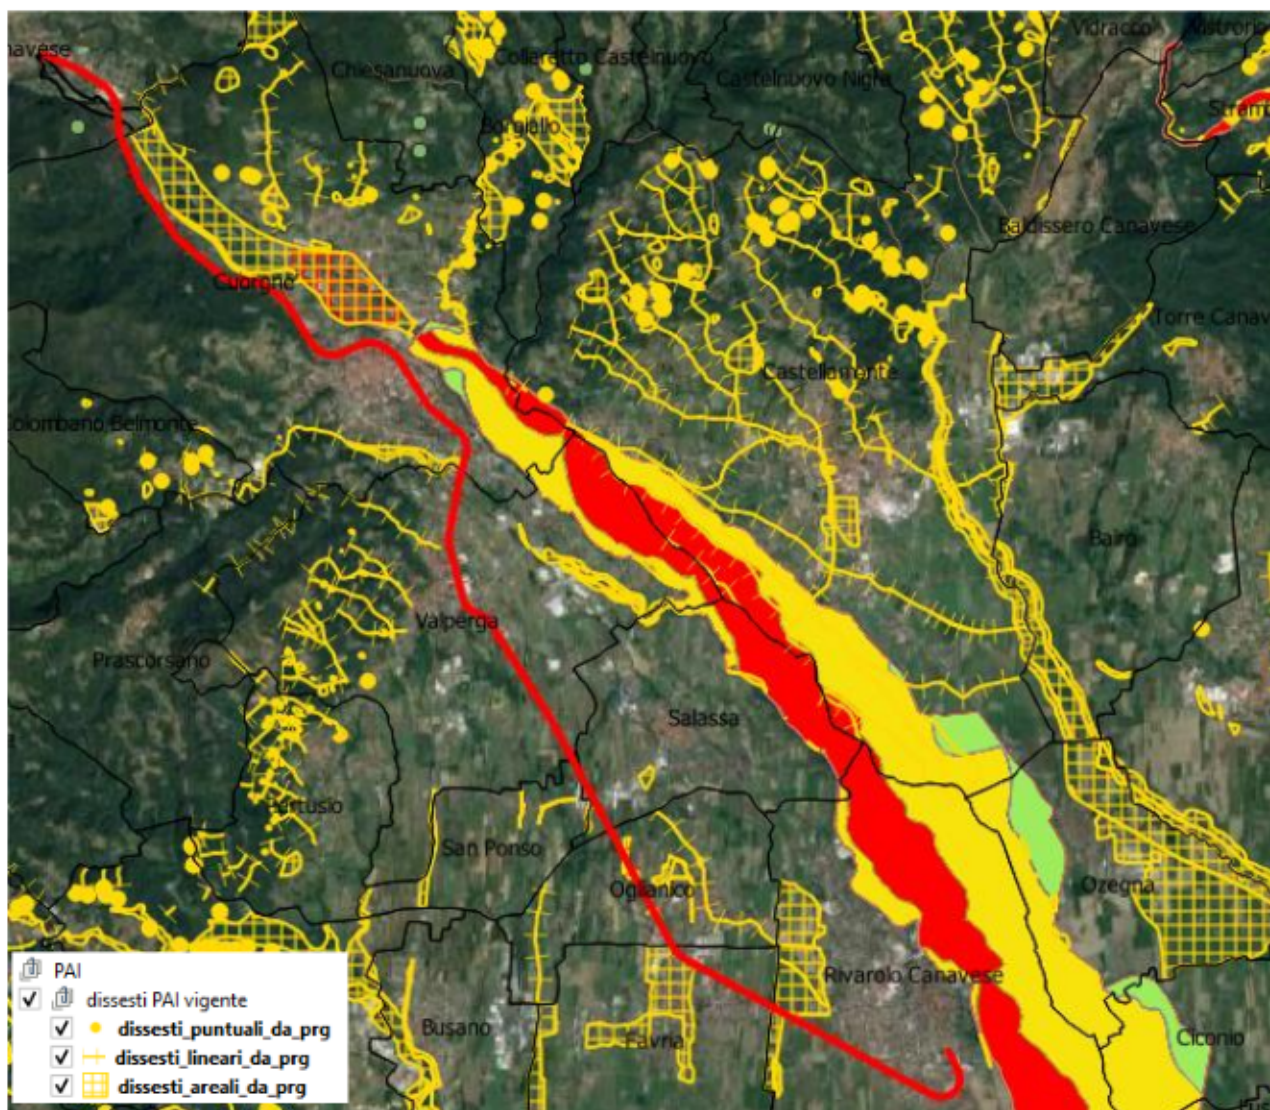 Vidracco
Chiesanuova
Collaretto Castelnuovo
Castelnuovo Nigra
Borgiallo
Baldissero Canavese
Cuorgnè
Castellamonte
Colombano Belmonte
Bairo
Valperga
Prascorsano
Salassa
Pertusio
San Ponso
Oglianico
Ozegna
Rivarolo Canavese
Busano
Favria
Ciconio
PAI
dissesti PAI vigente
dissesti_puntuali_da_prg
dissesti_lineari_da_prg
dissesti_areali_da_prg